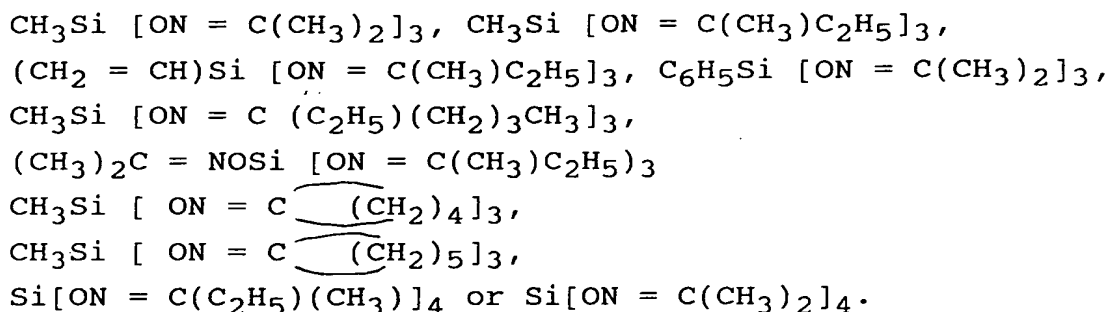 CH₃Si [ON = C(CH₃)₂]₃, CH₃Si [ON = C(CH₃)C₂H₅]₃,
(CH₂ = CH)Si [ON = C(CH₃)C₂H₅]₃, C₆H₅Si [ON = C(CH₃)₂]₃,
CH₃Si [ON = C (C₂H₅)(CH₂)₃CH₃]₃,
(CH₃)₂C = NOSi [ON = C(CH₃)C₂H₅)₃
CH₃Si [ ON = C (CH₂)₄]₃,
CH₃Si [ ON = C (CH₂)₅]₃,
Si[ON = C(C₂H₅)(CH₃)]₄ or Si[ON = C(CH₃)₂]₄.